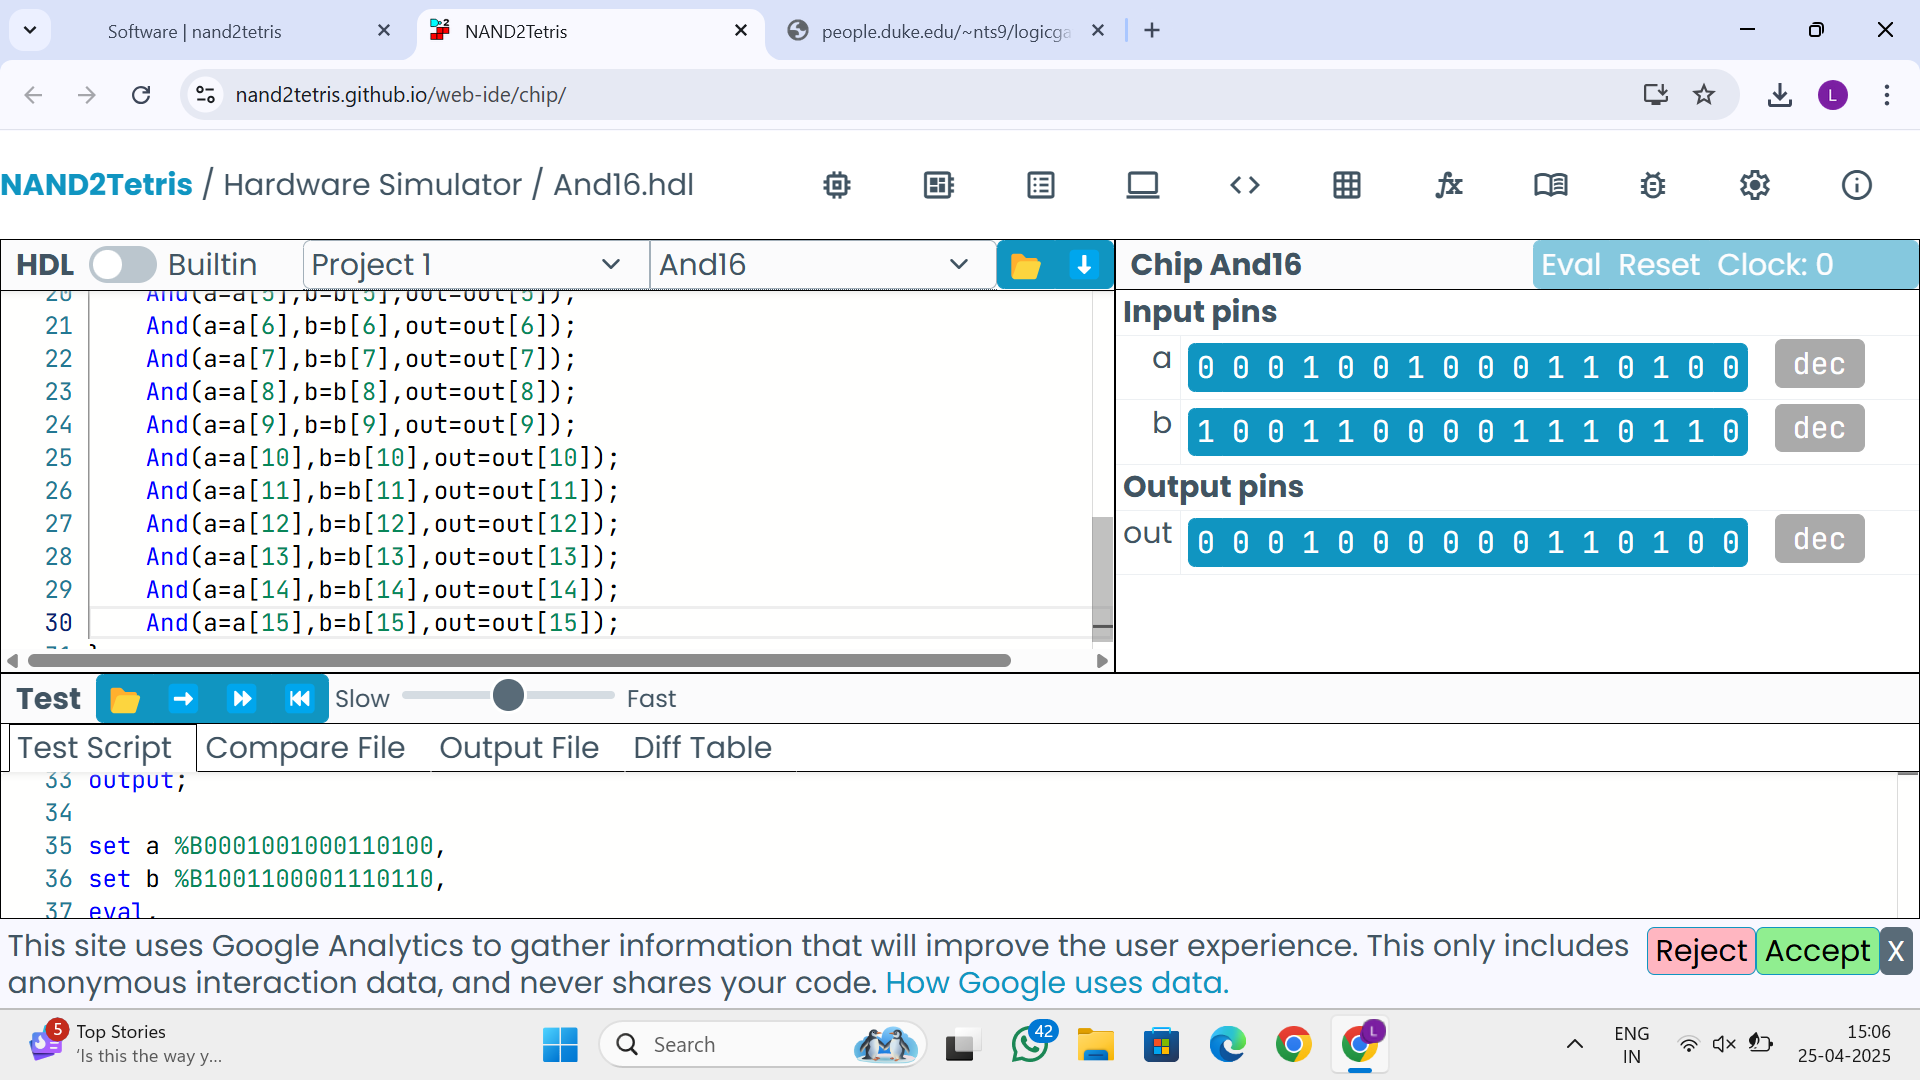 Software | nand2tetris
NAND2Tetris
people.duke.edu/~nts9/logicga
nand2tetris.github.io/web-ide/chip/
L
NAND2Tetris / Hardware Simulator / And16.hdl
HDL Builtin Project 1 And16
Chip And16 Eval Reset Clock: 0
20 And(a=a[5],b=b[5],out=out[5]);
21 And(a=a[6],b=b[6],out=out[6]);
22 And(a=a[7],b=b[7],out=out[7]);
23 And(a=a[8],b=b[8],out=out[8]);
24 And(a=a[9],b=b[9],out=out[9]);
25 And(a=a[10],b=b[10],out=out[10]);
26 And(a=a[11],b=b[11],out=out[11]);
27 And(a=a[12],b=b[12],out=out[12]);
28 And(a=a[13],b=b[13],out=out[13]);
29 And(a=a[14],b=b[14],out=out[14]);
30 And(a=a[15],b=b[15],out=out[15]);
Input pins
a 0 0 0 1 0 0 1 0 0 0 1 1 0 1 0 0 dec
b 1 0 0 1 1 0 0 0 0 1 1 1 0 1 1 0 dec
Output pins
out 0 0 0 1 0 0 0 0 0 0 1 1 0 1 0 0 dec
Test Slow Fast
Test Script Compare File Output File Diff Table
33 output;
34
35 set a %B0001001000110100,
36 set b %B1001100001110110,
37 eval,
This site uses Google Analytics to gather information that will improve the user experience. This only includes
anonymous interaction data, and never shares your code. How Google uses data.
Reject Accept X
5
Top Stories
'Is this the way y...
Search
42
L
ENG
IN
15:06
25-04-2025